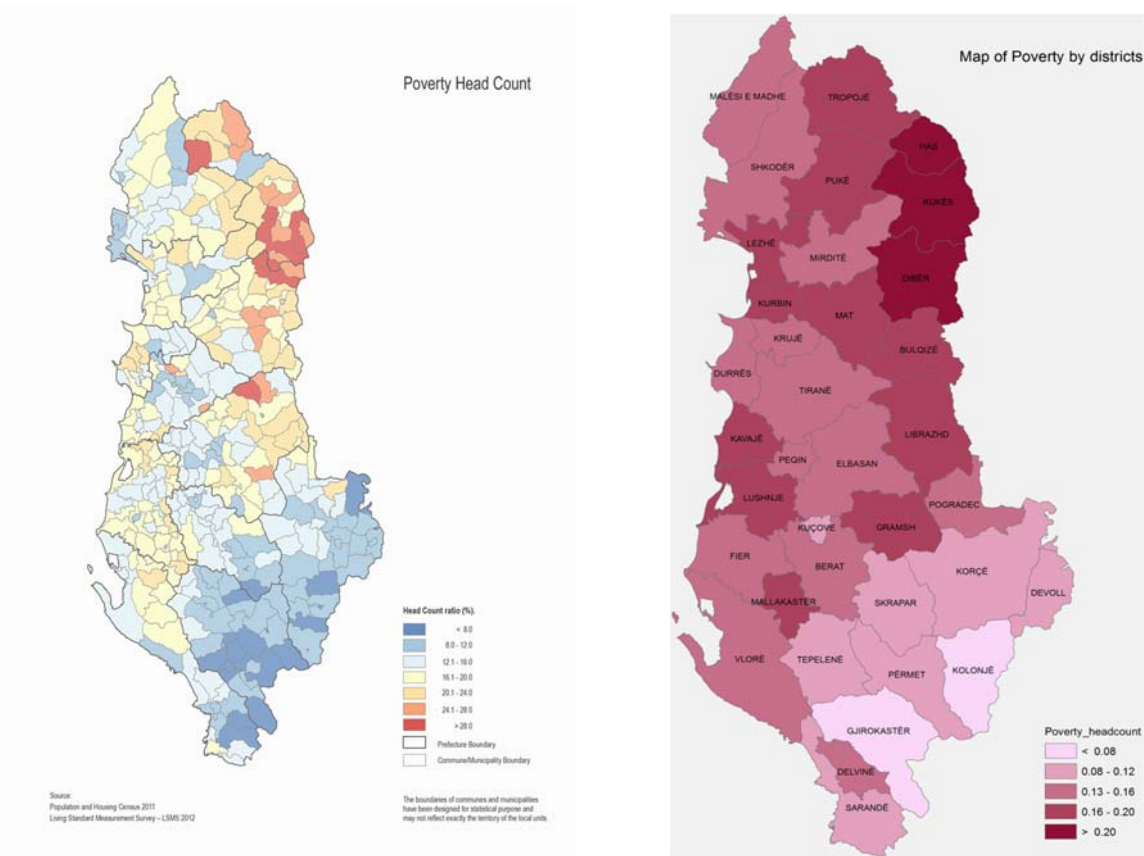 Poverty Head Count
Head Count ratio (%).
< 8.0
8.0 - 12.0
12.1 - 16.0
16.1 - 20.0
20.1 - 24.0
24.1 - 28.0
>28.0
Prefecture Boundary
Commune/Municipality Boundary
Source:
Population and Housing Census 2011
Living Standard Measurement Survey – LSMS 2012
The boundaries of communes and municipalities
have been designed for statistical purpose and
may not reflect exactly the territory of the local units
Map of Poverty by districts
MALËSI E MADHE
TROPOJË
HAS
SHKODËR
PUKË
KUKËS
LEZHË
MIRDITË
DIBËR
KURBIN
MAT
KRUJË
BULQIZË
DURRËS
TIRANË
KAVAJË
LIBRAZHD
PEQIN
ELBASAN
LUSHNJE
POGRADEC
KUÇOVE
GRAMSH
FIER
BERAT
KORÇË
DEVOLL
MALLAKASTËR
SKRAPAR
VLORË
TEPELENË
PËRMET
KOLONJË
GJIROKASTËR
DELVINË
SARANDË
Poverty_headcount
< 0.08
0.08 - 0.12
0.13 - 0.16
0.16 - 0.20
> 0.20